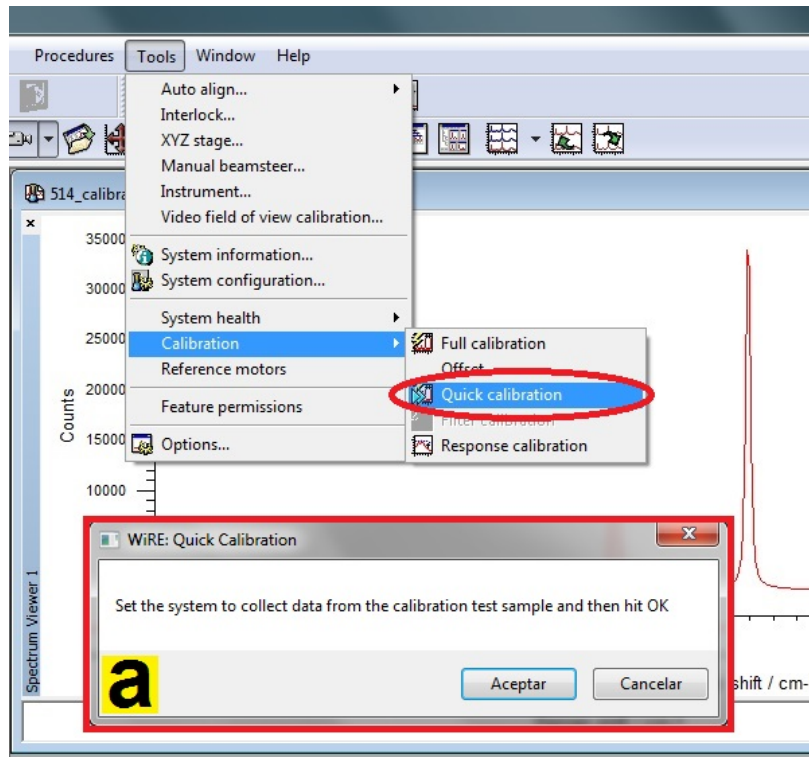 Procedures Tools Window Help
Auto align...
Interlock...
XYZ stage...
Manual beamsteer...
Instrument...
Video field of view calibration...
System information...
System configuration...
System health
Calibration
Reference motors
Feature permissions
Options...
Full calibration
Offset
Quick calibration
Filter calibration
Response calibration
514_calibra
35000
30000
25000
20000
15000
10000
Counts
Spectrum Viewer 1
shift / cm-
WiRE: Quick Calibration
Set the system to collect data from the calibration test sample and then hit OK
a
Aceptar Cancelar